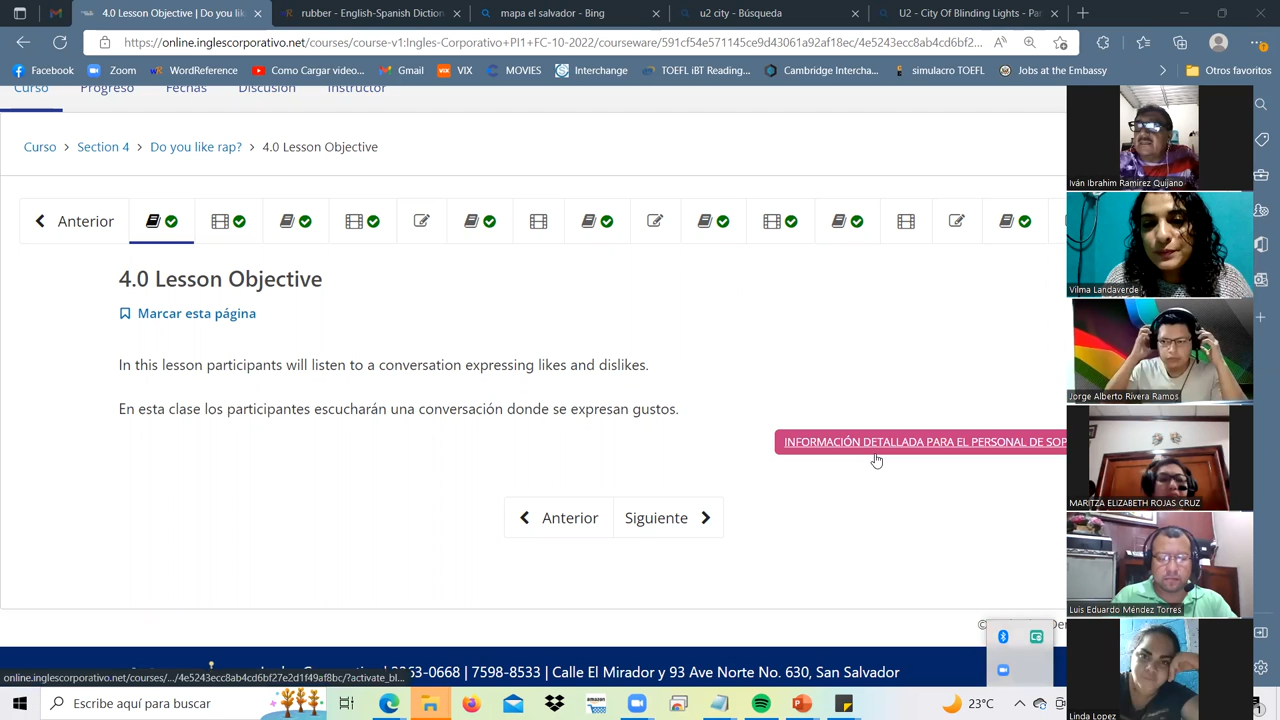 4.0 Lesson Objective | Do you lik
rubber - English-Spanish Diction
mapa el salvador - Bing
u2 city - Búsqueda
U2 - City Of Blinding Lights - Par
https://online.inglescorporativo.net/courses/course-v1:Ingles-Corporativo+PI1+FC-10-2022/courseware/591cf54e571145ce9d43061a92af18ec/4e5243ecc8ab4cd6bf2...
Facebook
Zoom
WordReference
Como Cargar video...
Gmail
VIX
MOVIES
Interchange
TOEFL iBT Reading...
Cambridge Intercha...
simulacro TOEFL
Jobs at the Embassy
Otros favoritos
Curso Progreso Fechas Discusión Instructor
Curso > Section 4 > Do you like rap? > 4.0 Lesson Objective
Anterior
4.0 Lesson Objective
Marcar esta página
In this lesson participants will listen to a conversation expressing likes and dislikes.
En esta clase los participantes escucharán una conversación donde se expresan gustos.
INFORMACIÓN DETALLADA PARA EL PERSONAL DE SOP
Anterior Siguiente
2263-0668 | 7598-8533 | Calle El Mirador y 93 Ave Norte No. 630, San Salvador
online.inglescorporativo.net/courses/.../4e5243ecc8ab4cd6bf27e2d1f49af8bc/?activate_bl...
Escribe aquí para buscar
amazon
23°C
Iván Ibrahim Ramirez Quijano
Vilma Landaverde
Jorge Alberto Rivera Ramos
MARITZA ELIZABETH ROJAS CRUZ
Luis Eduardo Méndez Torres
Linda Lopez